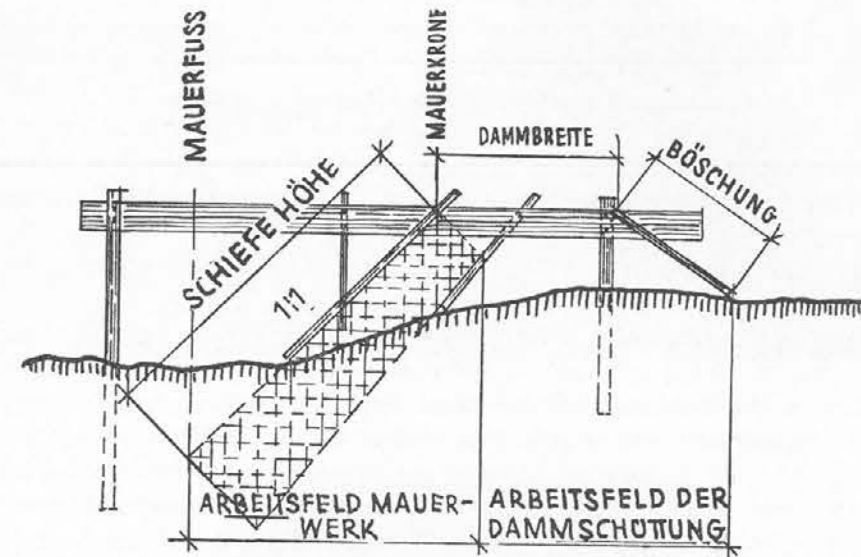 MAUERFUSS
MAUERKRONE
DAMMBREITE
BÖSCHUNG
SCHIEFE HÖHE
1:1
ARBEITSFELD MAUER-
WERK
ARBEITSFELD DER
DAMMSCHÜTTUNG